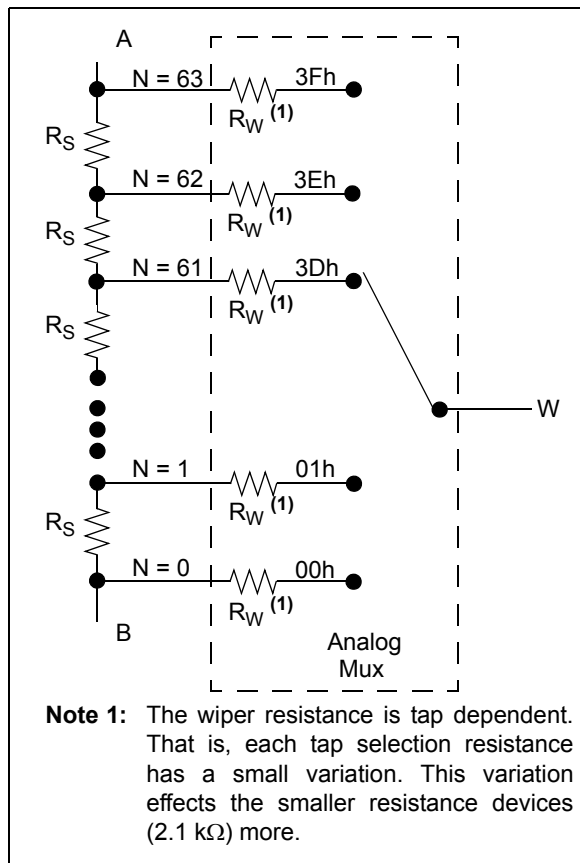 A
N = 63 3Fh
RW (1)
RS
N = 62 3Eh
RW (1)
RS
N = 61 3Dh
RW (1)
RS
W
N = 1 01h
RW (1)
RS
N = 0 00h
RW (1)
B
Analog
Mux
Note 1: The wiper resistance is tap dependent.
That is, each tap selection resistance
has a small variation. This variation
effects the smaller resistance devices
(2.1 kΩ) more.